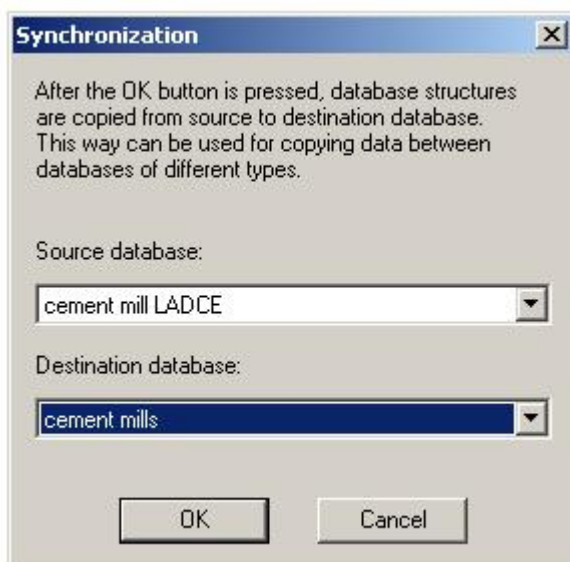 Synchronization
After the OK button is pressed, database structures
are copied from source to destination database.
This way can be used for copying data between
databases of different types.
Source database:
cement mill LADCE
Destination database:
cement mills
OK Cancel